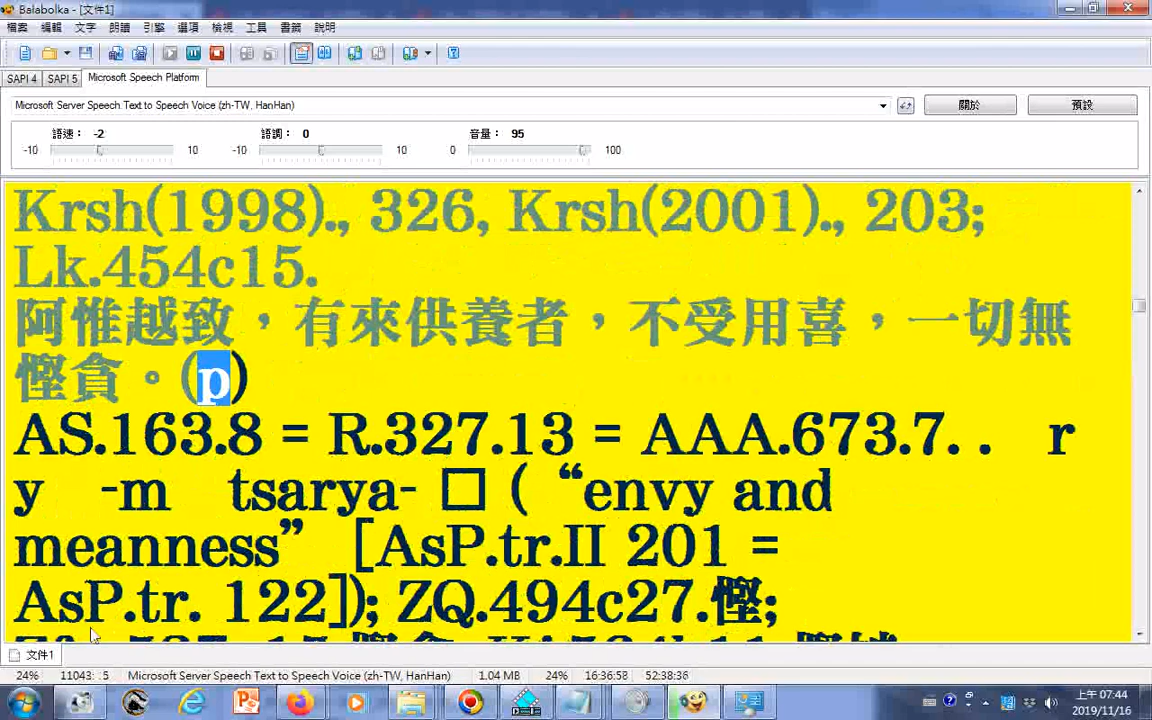 Balabolka - [文件1]
檔案 編輯 文字 朗讀 引擎 選項 檢視 工具 書籤 說明
SAPI 4 SAPI 5 Microsoft Speech Platform
Microsoft Server Speech Text to Speech Voice (zh-TW, HanHan) 關於 預設
語速： -2 語調： 0 音量： 95
-10 10 -10 10 0 100
Krsh(1998)., 326, Krsh(2001)., 203;
Lk.454c15.
阿惟越致，有來供養者，不受用喜，一切無
慳貪。(p)
AS.163.8 = R.327.13 = AAA.673.7. . r
y -m tsarya- □ ( “envy and
meanness” [AsP.tr.II 201 =
AsP.tr. 122]); ZQ.494c27.慳;
文件1
24% 11043: :5 Microsoft Server Speech Text to Speech Voice (zh-TW, HanHan) 1.04 MB 24% 16:36:58 52:38:36
上午 07:44
2019/11/16